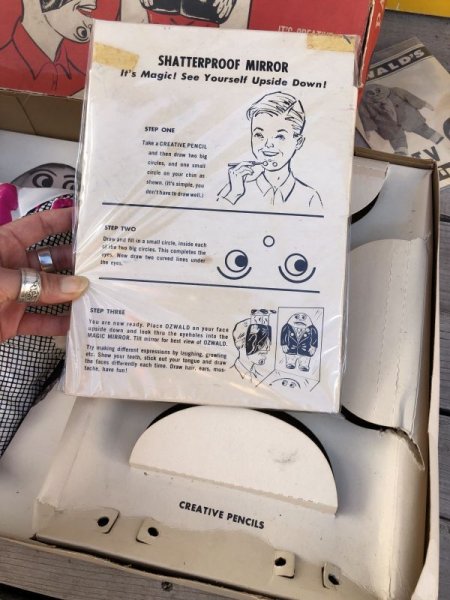 IT'S CREATIVE
WALD'S
SHATTERPROOF MIRROR
It's Magic! See Yourself Upside Down!
STEP ONE
Take a CREATIVE PENCIL
and then draw two big
circles, and one small
circle on your chin as
shown. (It's simple, you
don't have to draw well.)
STEP TWO
Draw and fill in a small circle, inside each
of the two big circles. This completes the
eyes. Now draw two curved lines under
the eyes.
STEP THREE
You are now ready. Place OZWALD on your face
upside down and look thru the eyeholes into the
MAGIC MIRROR. Tilt mirror for best view of OZWALD.
Try making different expressions by laughing, growling
etc. Show your teeth, stick out your tongue and draw
the faces differently each time. Draw hair, ears, mus-
tache, have fun!
CREATIVE PENCILS